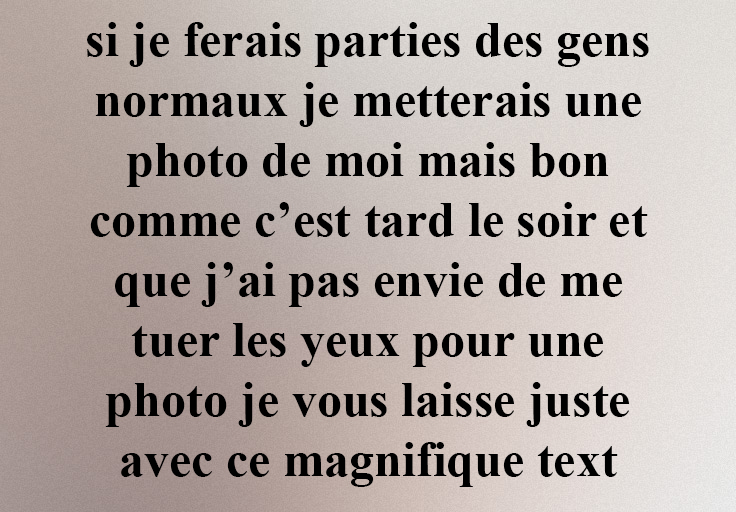 si je ferais parties des gens
normaux je metterais une
photo de moi mais bon
comme c’est tard le soir et
que j’ai pas envie de me
tuer les yeux pour une
photo je vous laisse juste
avec ce magnifique text